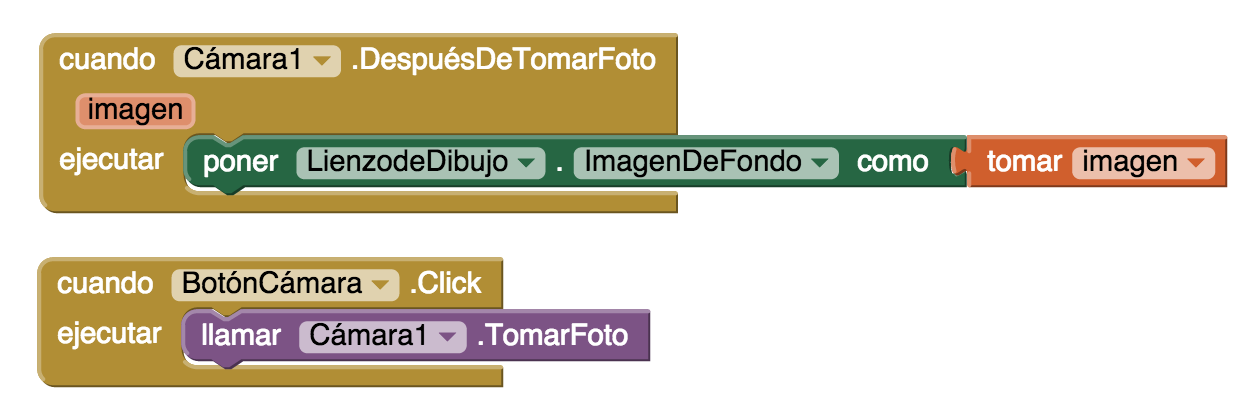 cuando Cámara1 .DespuésDeTomarFoto
imagen
ejecutar poner LienzodeDibujo . ImagenDeFondo como tomar imagen
cuando BotónCámara .Click
ejecutar llamar Cámara1 .TomarFoto